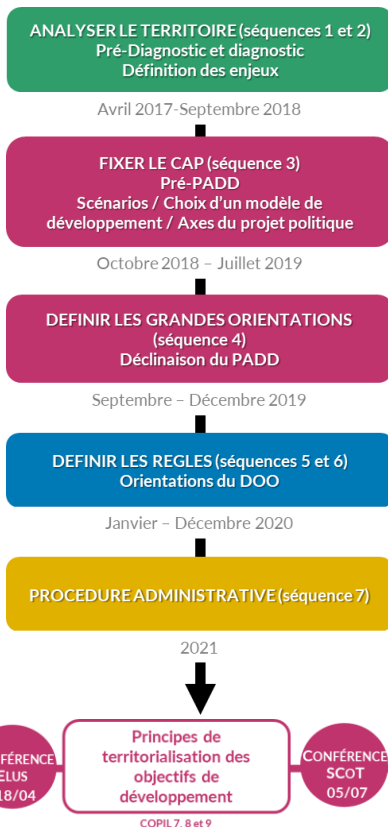 ANALYSER LE TERRITOIRE (séquences 1 et 2)
Pré-Diagnostic et diagnostic
Définition des enjeux
Avril 2017-Septembre 2018
FIXER LE CAP (séquence 3)
Pré-PADD
Scénarios / Choix d'un modèle de
développement / Axes du projet politique
Octobre 2018 – Juillet 2019
DEFINIR LES GRANDES ORIENTATIONS
(séquence 4)
Déclinaison du PADD
Septembre – Décembre 2019
DEFINIR LES REGLES (séquences 5 et 6)
Orientations du DOO
Janvier – Décembre 2020
PROCEDURE ADMINISTRATIVE (séquence 7)
2021
NFÉRENCE
ELUS
18/04
Principes de
territorialisation des
objectifs de
développement
CONFÉRENCE
SCOT
05/07
COPIL 7, 8 et 9